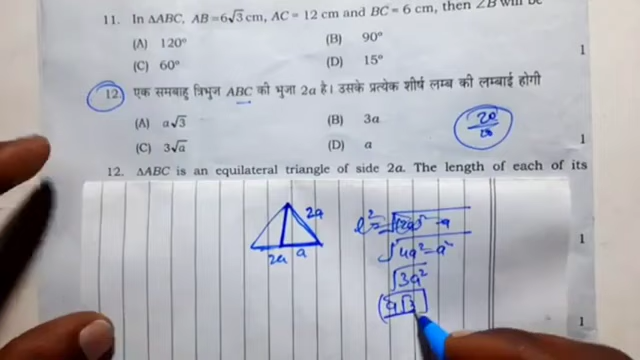 11. In ΔABC, AB = 6√3 cm, AC = 12 cm and BC = 6 cm, then ∠B will be
(A) 120°
(B) 90°
(C) 60°
(D) 15°
1
12. एक समबाहु त्रिभुज ABC की भुजा 2a है। उसके प्रत्येक शीर्ष लम्ब की लम्बाई होगी
(A) a√3
(B) 3a
(C) 3√a
(D) a
1
12. ΔABC is an equilateral triangle of side 2a. The length of each of its
2a
2a a
√4a² - a²
√3a²
a√3
1
1